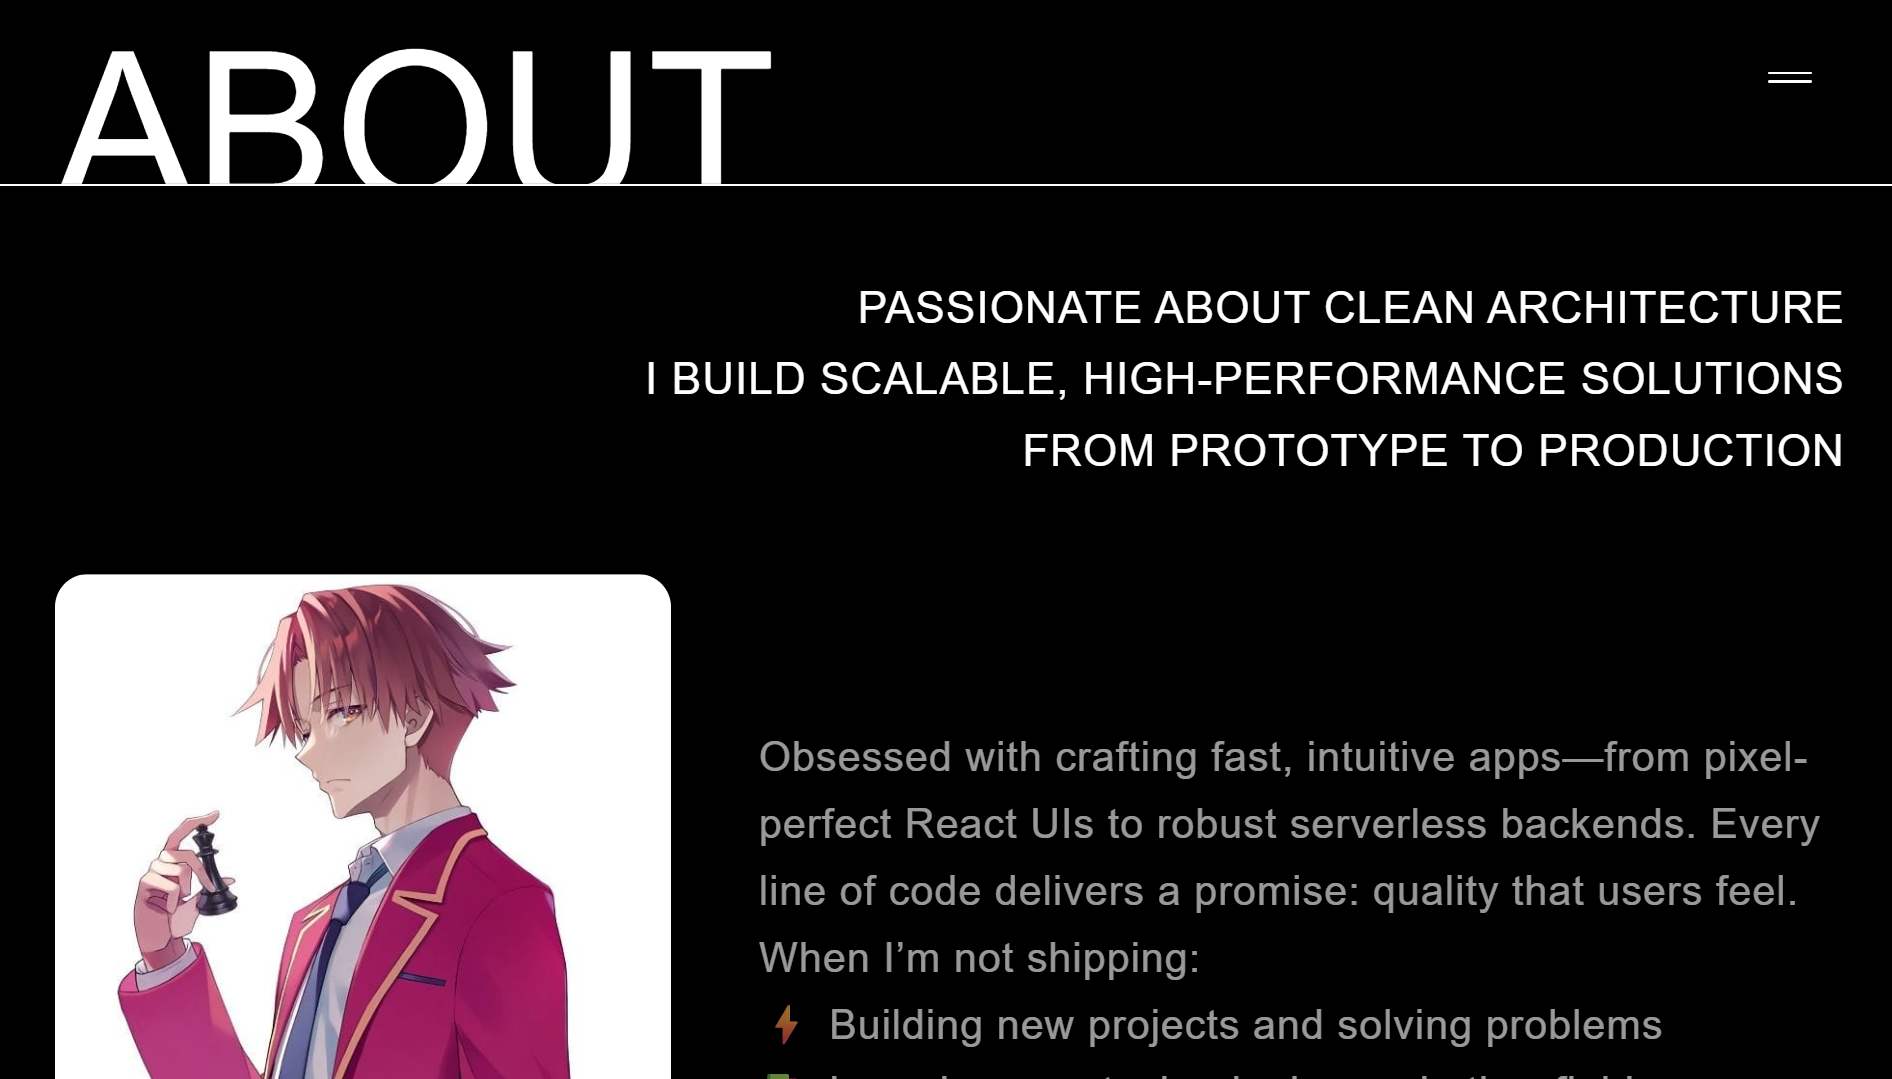 ABOUT
PASSIONATE ABOUT CLEAN ARCHITECTURE
I BUILD SCALABLE, HIGH-PERFORMANCE SOLUTIONS
FROM PROTOTYPE TO PRODUCTION
Obsessed with crafting fast, intuitive apps—from pixel-
perfect React UIs to robust serverless backends. Every
line of code delivers a promise: quality that users feel.
When I’m not shipping:
⚡ Building new projects and solving problems